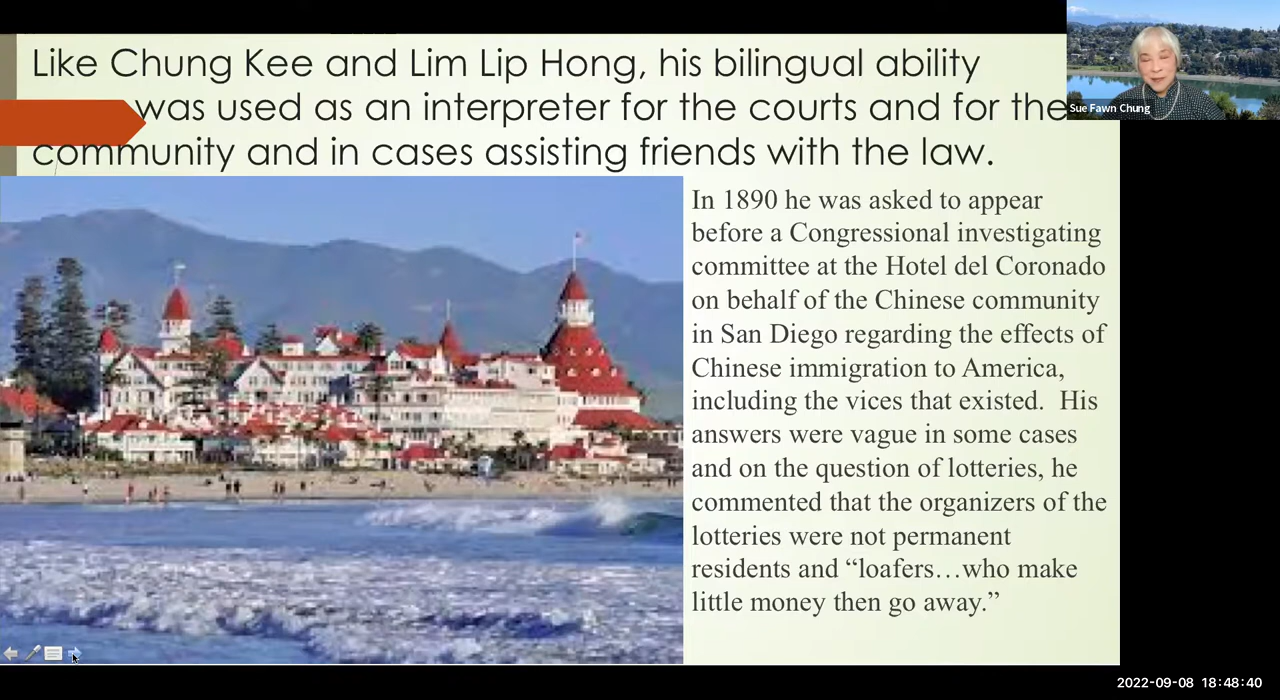 Like Chung Kee and Lim Lip Hong, his bilingual ability
was used as an interpreter for the courts and for the
community and in cases assisting friends with the law.
Sue Fawn Chung
In 1890 he was asked to appear
before a Congressional investigating
committee at the Hotel del Coronado
on behalf of the Chinese community
in San Diego regarding the effects of
Chinese immigration to America,
including the vices that existed.  His
answers were vague in some cases
and on the question of lotteries, he
commented that the organizers of the
lotteries were not permanent
residents and “loafers…who make
little money then go away.”
2022-09-08 18:48:40